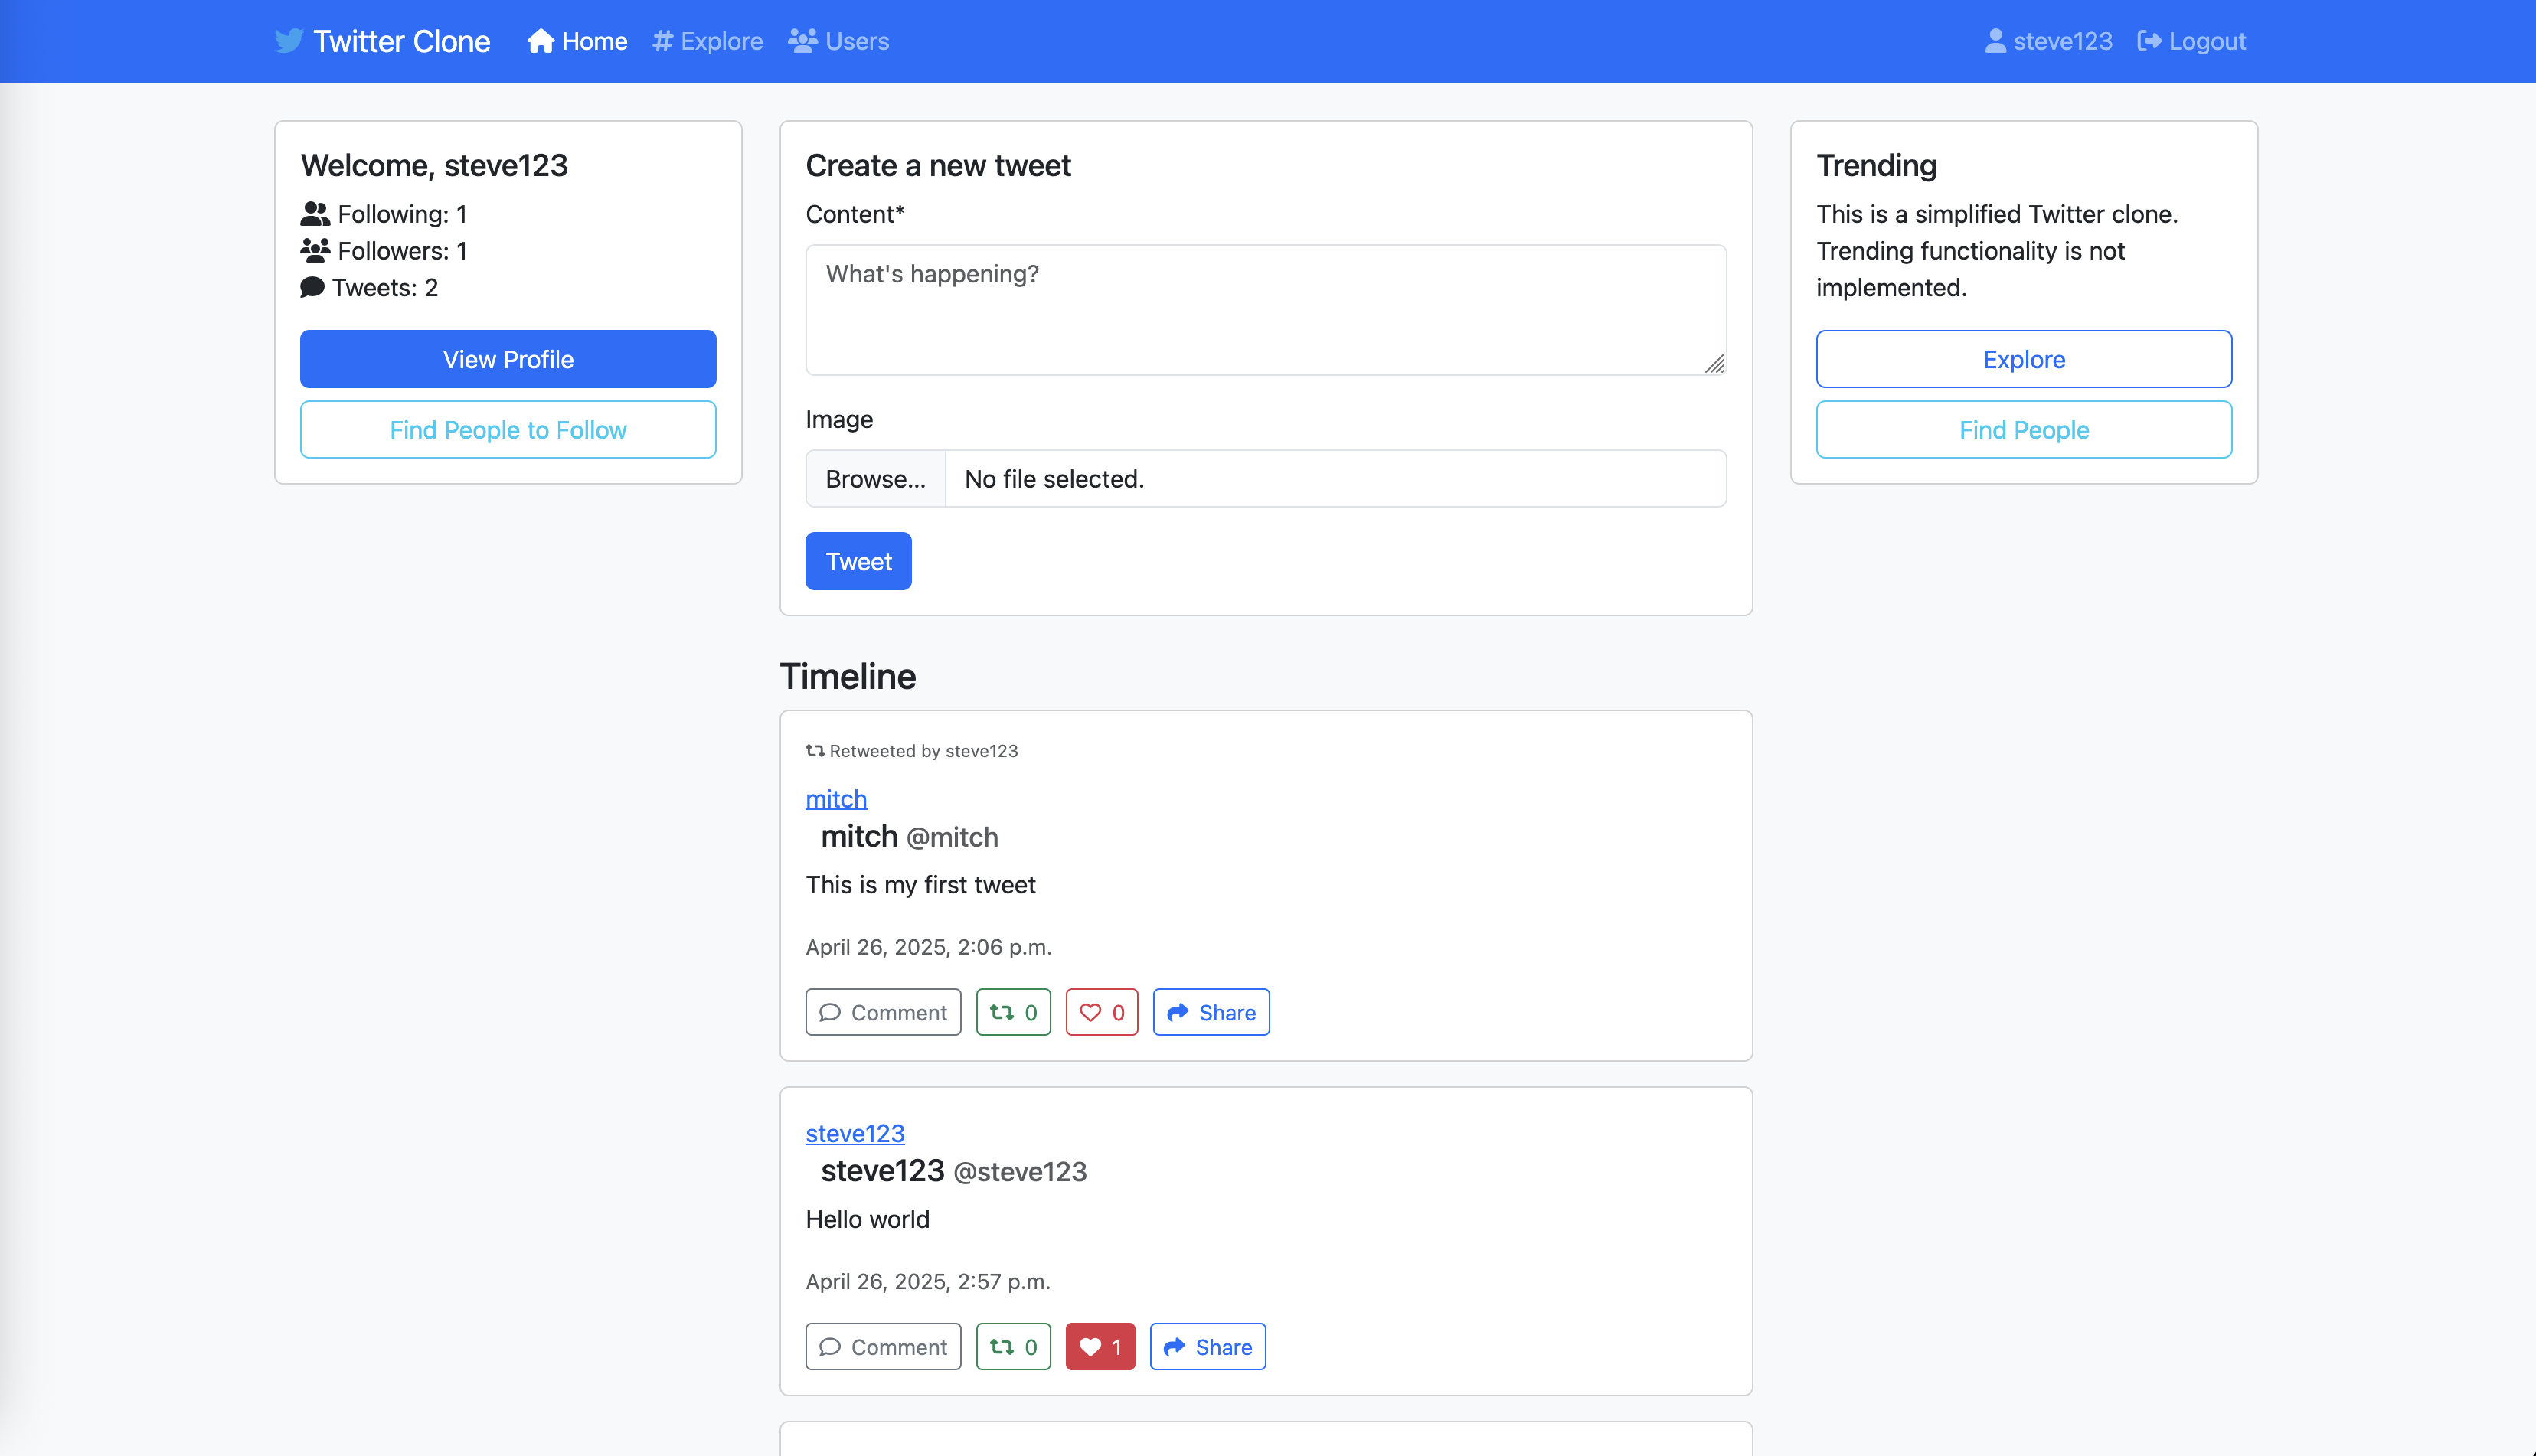 Twitter Clone Home Explore Users steve123 Logout
Welcome, steve123
Following: 1
Followers: 1
Tweets: 2
View Profile
Find People to Follow
Create a new tweet
Content*
What's happening?
Image
Browse... No file selected.
Tweet
Trending
This is a simplified Twitter clone.
Trending functionality is not
implemented.
Explore
Find People
Timeline
Retweeted by steve123
mitch
mitch @mitch
This is my first tweet
April 26, 2025, 2:06 p.m.
Comment 0 0 Share
steve123
steve123 @steve123
Hello world
April 26, 2025, 2:57 p.m.
Comment 0 1 Share